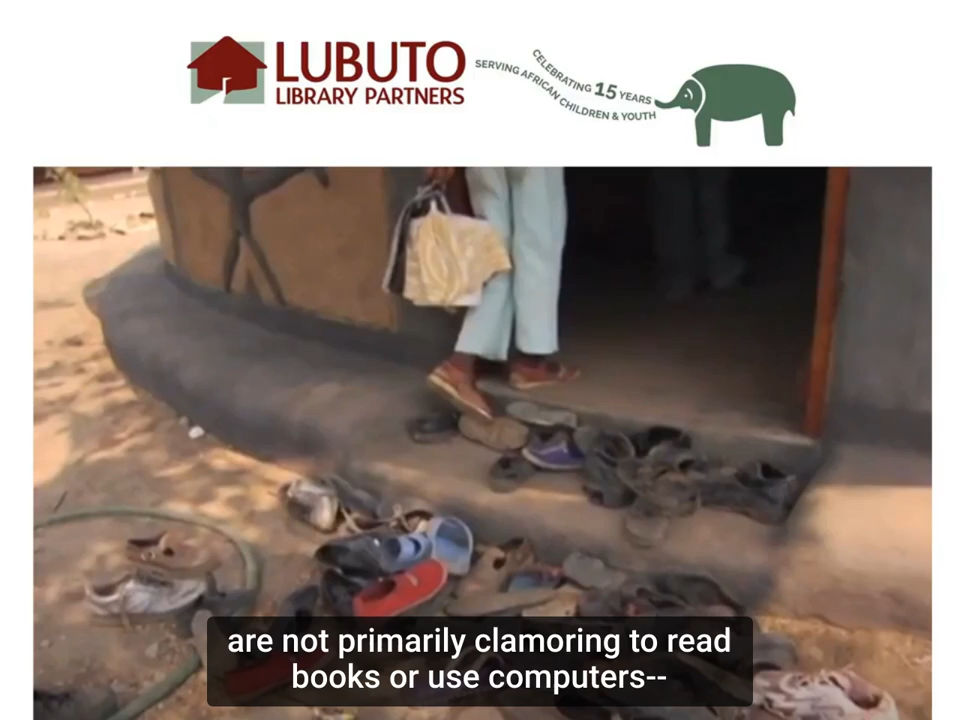 LUBUTO
LIBRARY PARTNERS
CELEBRATING 15 YEARS
SERVING AFRICAN CHILDREN & YOUTH
are not primarily clamoring to read
books or use computers--